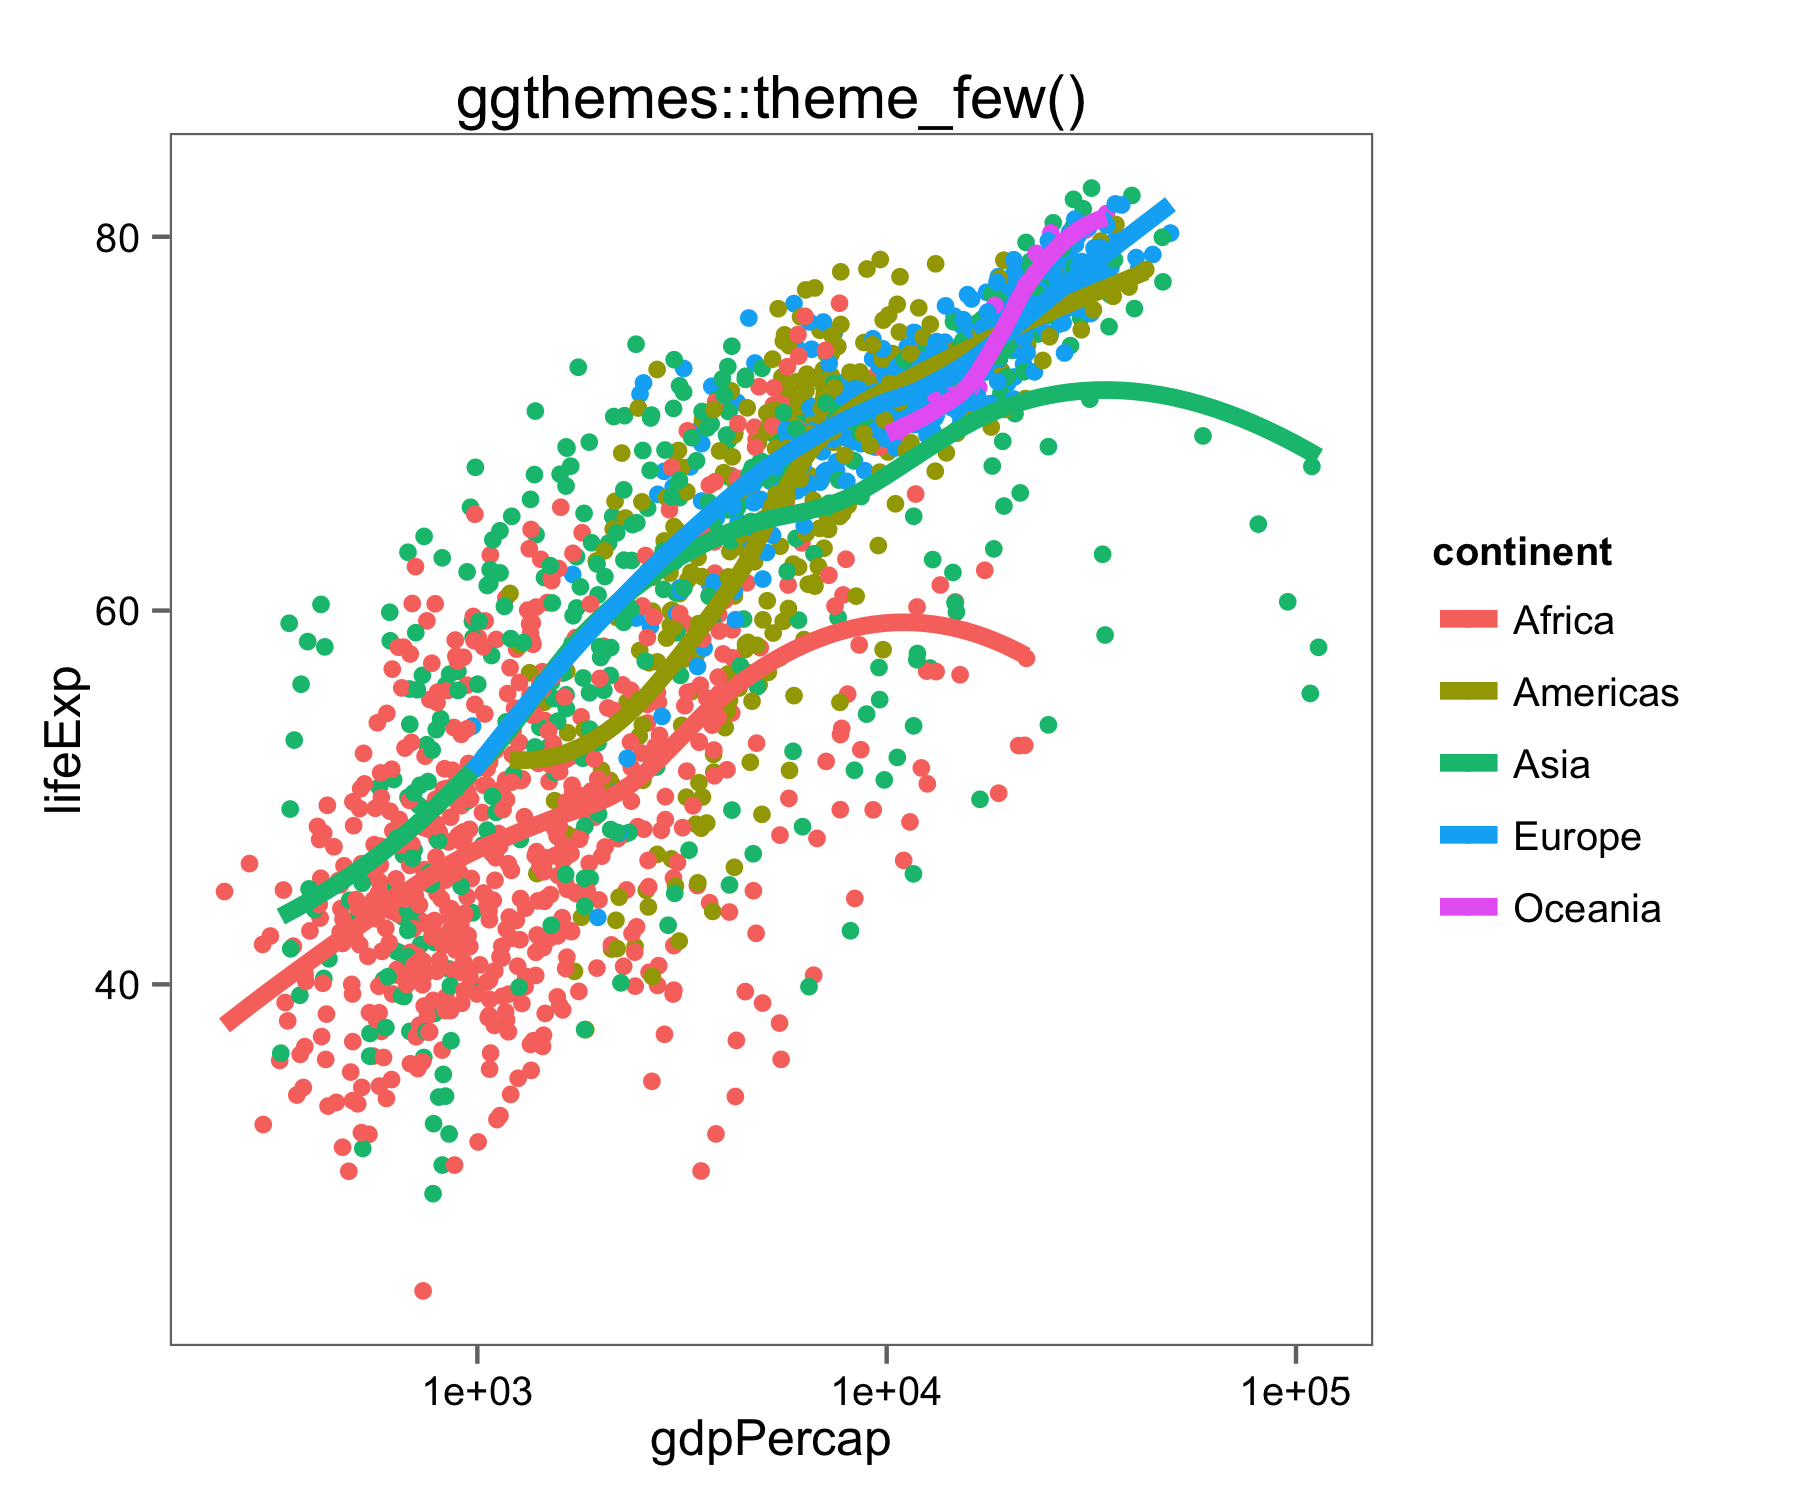 ggthemes::theme_few()
80
60
40
lifeExp
1e+03 1e+04 1e+05
gdpPercap
continent
Africa
Americas
Asia
Europe
Oceania